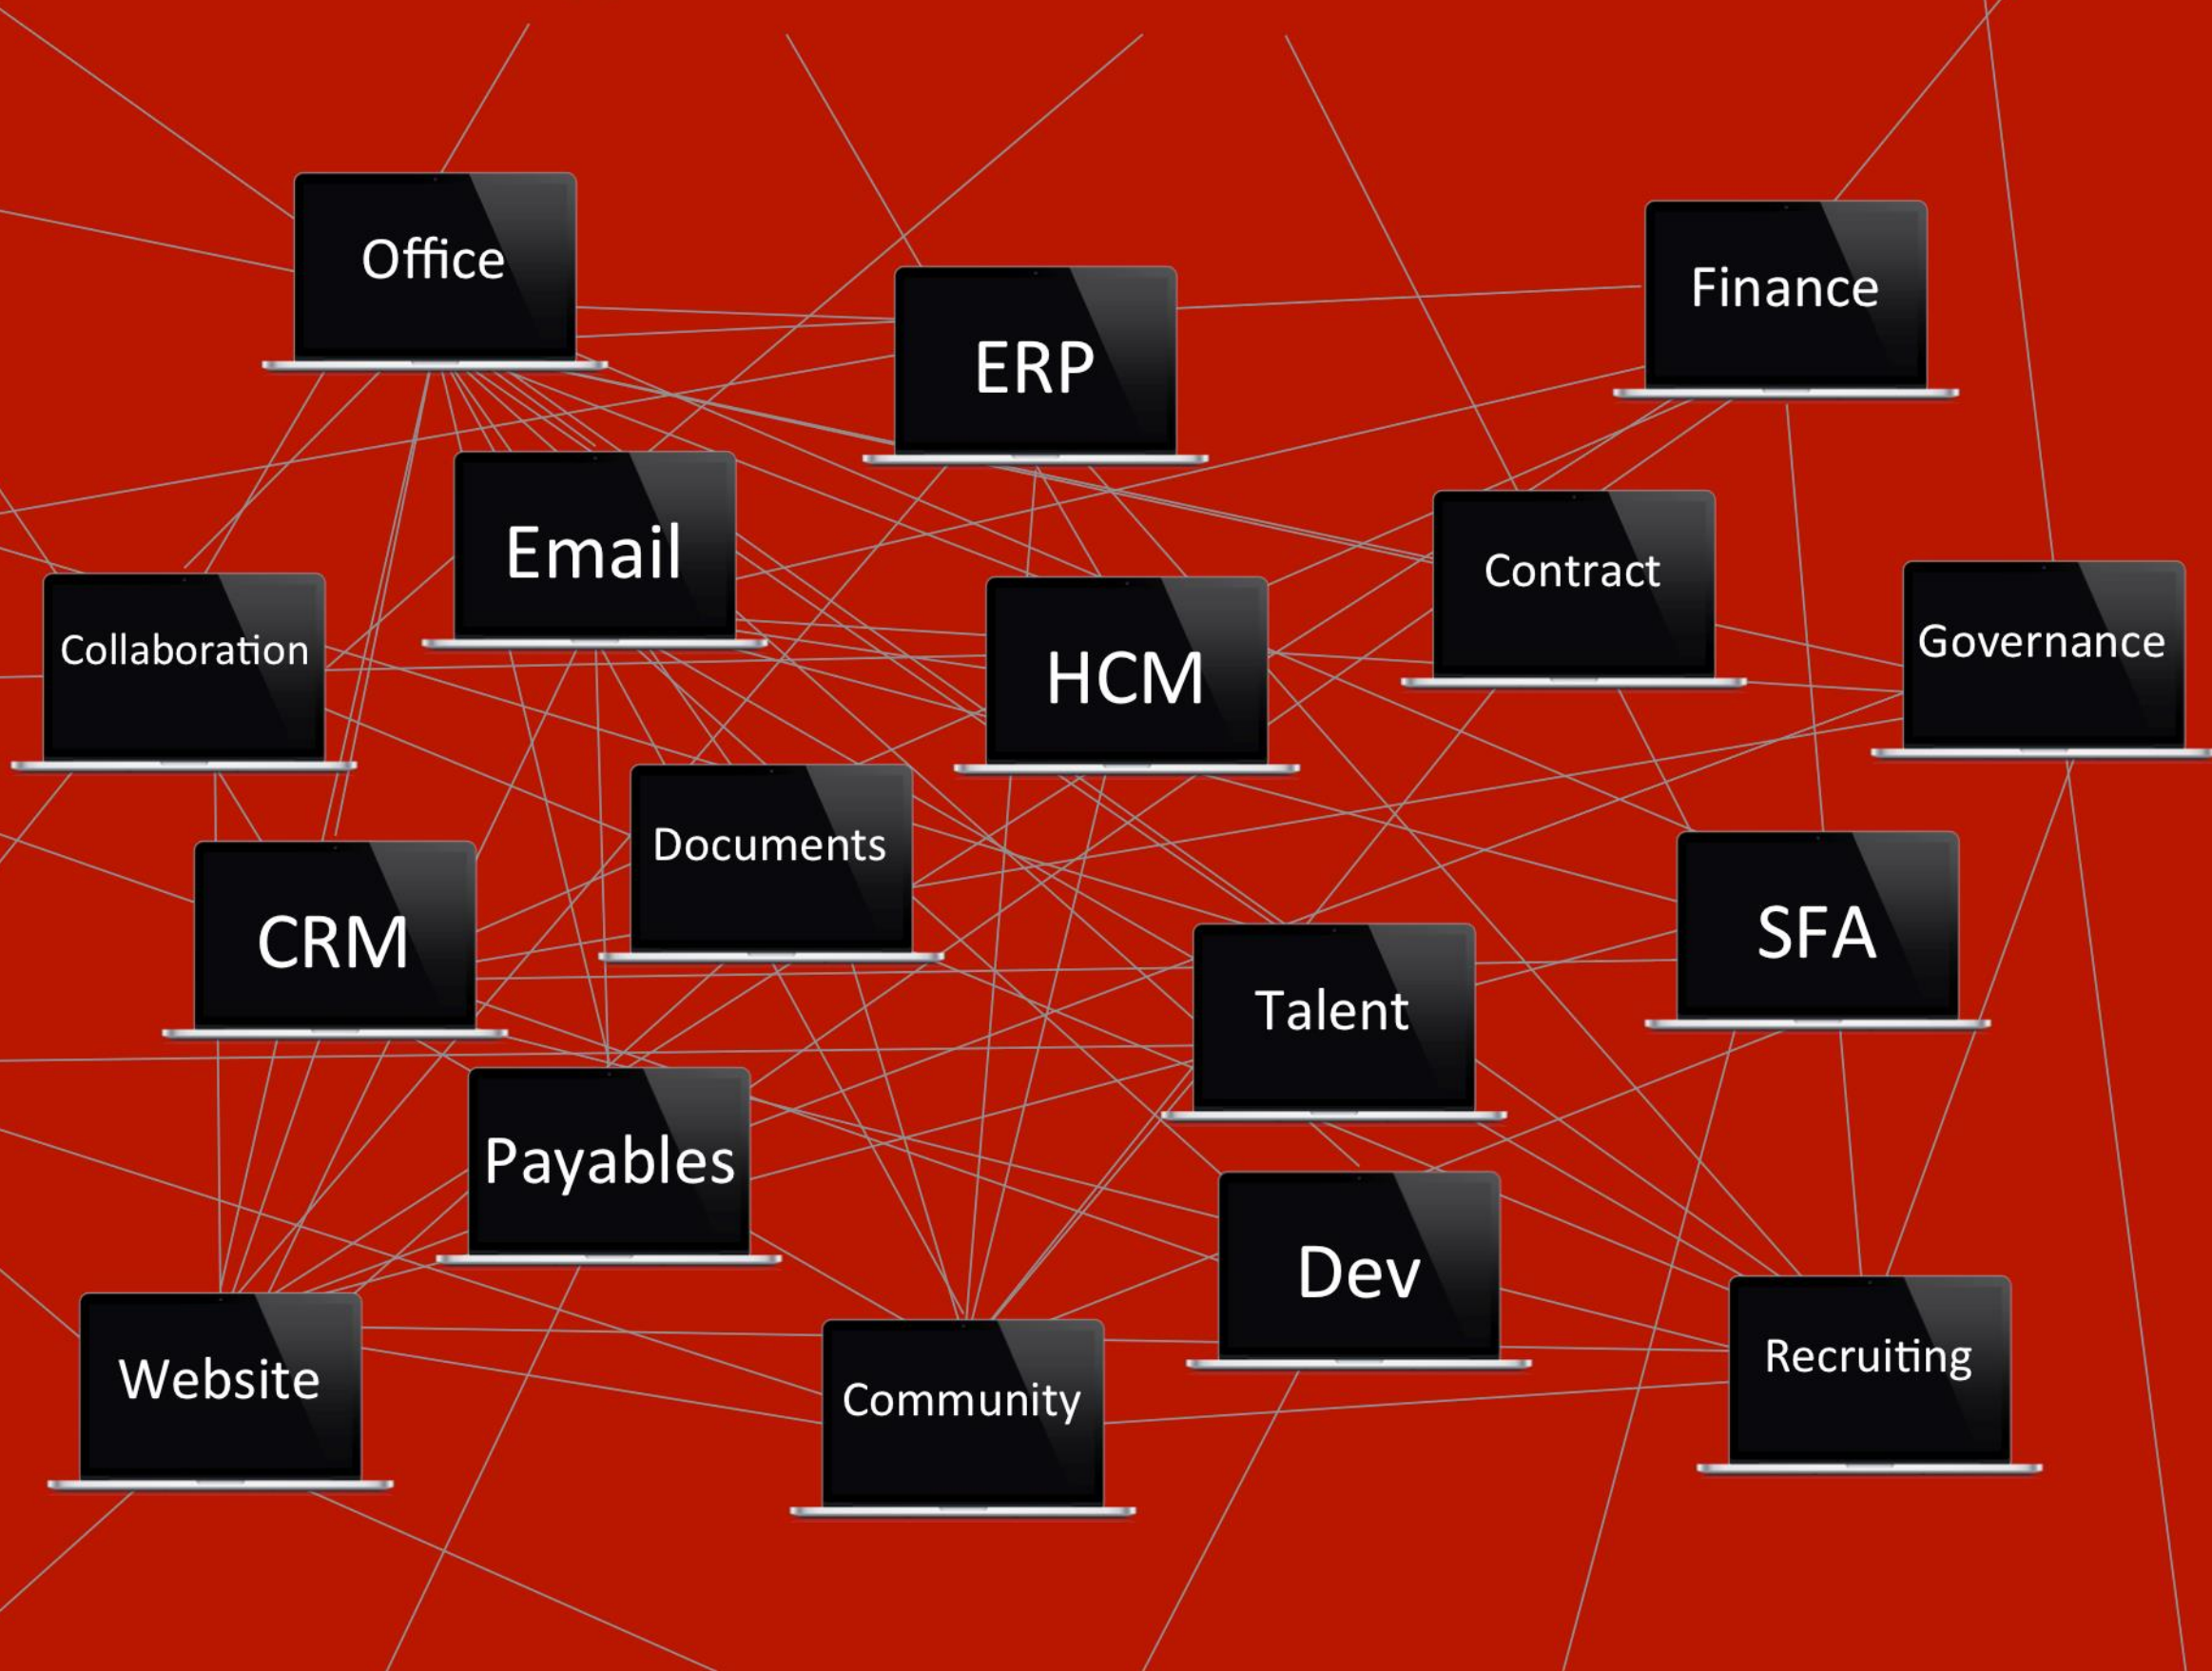 Office
Finance
ERP
Email
Contract
Collaboration
HCM
Governance
Documents
CRM
SFA
Talent
Payables
Dev
Website
Community
Recruiting